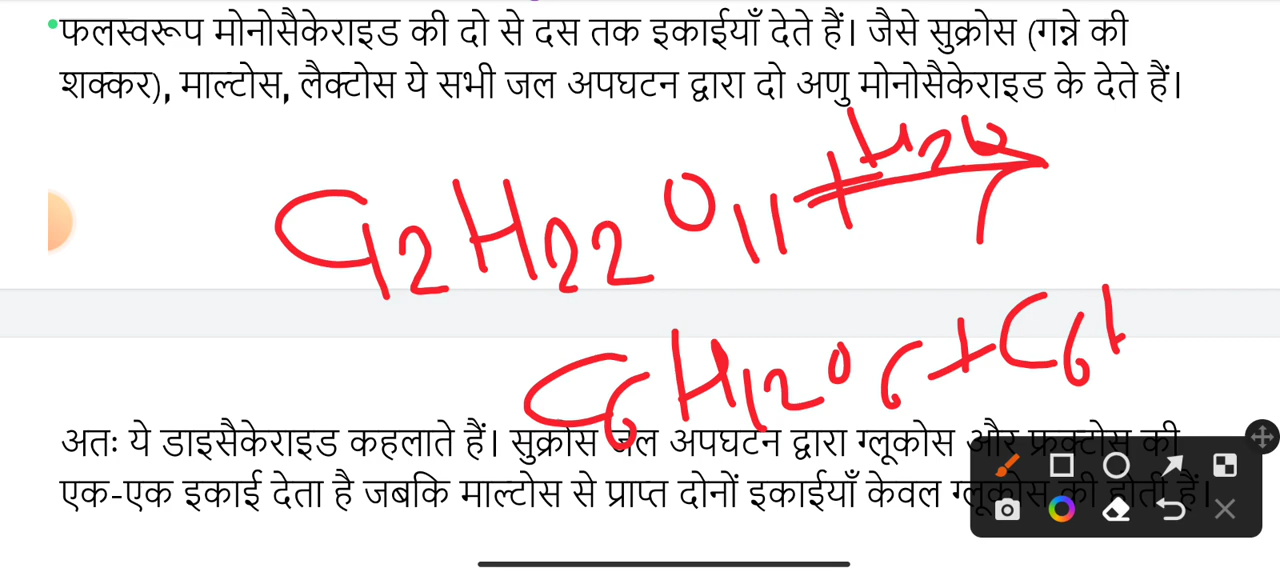 फलस्वरूप मोनोसैकेराइड की दो से दस तक इकाईयाँ देते हैं। जैसे सुक्रोस (गन्ने की
शक्कर), माल्टोस, लैक्टोस ये सभी जल अपघटन द्वारा दो अणु मोनोसैकेराइड के देते हैं।
C12H22O11 + H2O
C6H12O6 + C6
अतः ये डाइसैकेराइड कहलाते हैं। सुक्रोस जल अपघटन द्वारा ग्लूकोस और फ्रक्टोस की
एक-एक इकाई देता है जबकि माल्टोस से प्राप्त दोनों इकाईयाँ केवल ग्लूकोस की होती हैं।